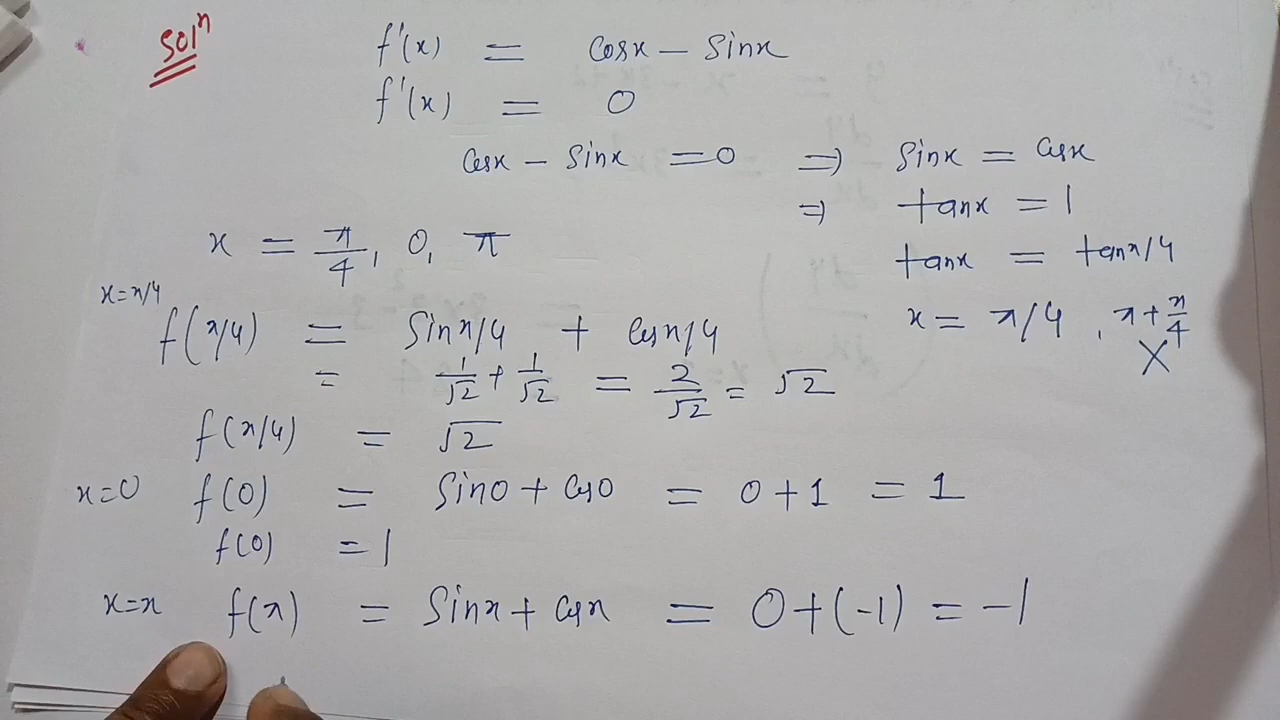 Solⁿ
f'(x) = Cosx – Sinx
f'(x) = 0
Cosx – Sinx = 0 ⇒ Sinx = Cosx
⇒ tanx = 1
x = π/4, 0, π
tanx = tanπ/4
x = π/4, π + π/4
X
x=π/4
f(π/4) = Sinπ/4 + Cosπ/4
= 1/√2 + 1/√2 = 2/√2 = √2
f(π/4) = √2
x=0 f(0) = Sin0 + Cos0 = 0+1 = 1
f(0) = 1
x=π f(π) = Sinπ + Cosπ = 0+(-1) = -1